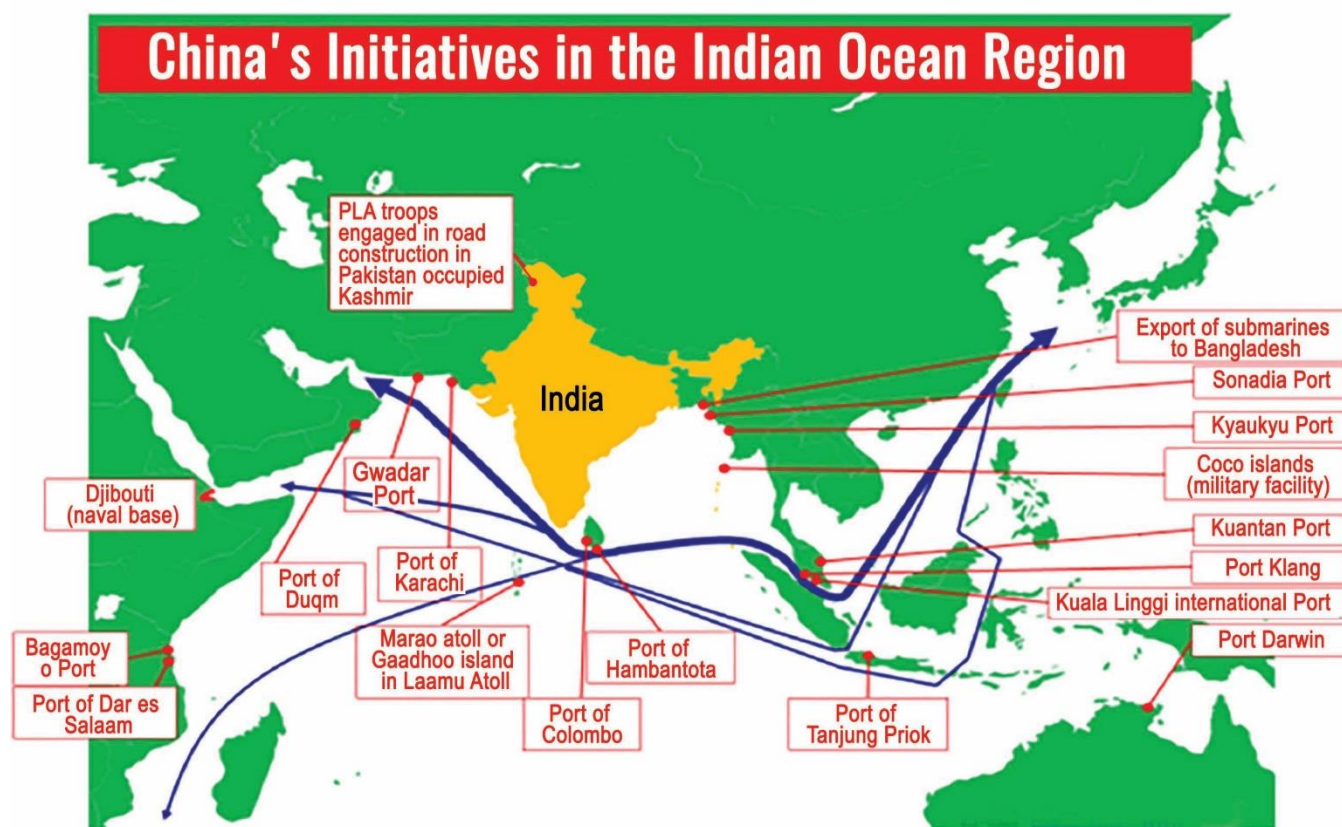 China's Initiatives in the Indian Ocean Region
PLA troops
engaged in road
construction in
Pakistan occupied
Kashmir
India
Export of submarines
to Bangladesh
Sonadia Port
Kyaukyu Port
Coco islands
(military facility)
Kuantan Port
Port Klang
Kuala Linggi international Port
Port Darwin
Gwadar
Port
Djibouti
(naval base)
Port of
Duqm
Port of
Karachi
Bagamoy
o Port
Port of Dar es
Salaam
Marao atoll or
Gaadhoo island
in Laamu Atoll
Port of
Hambantota
Port of
Colombo
Port of
Tanjung Priok